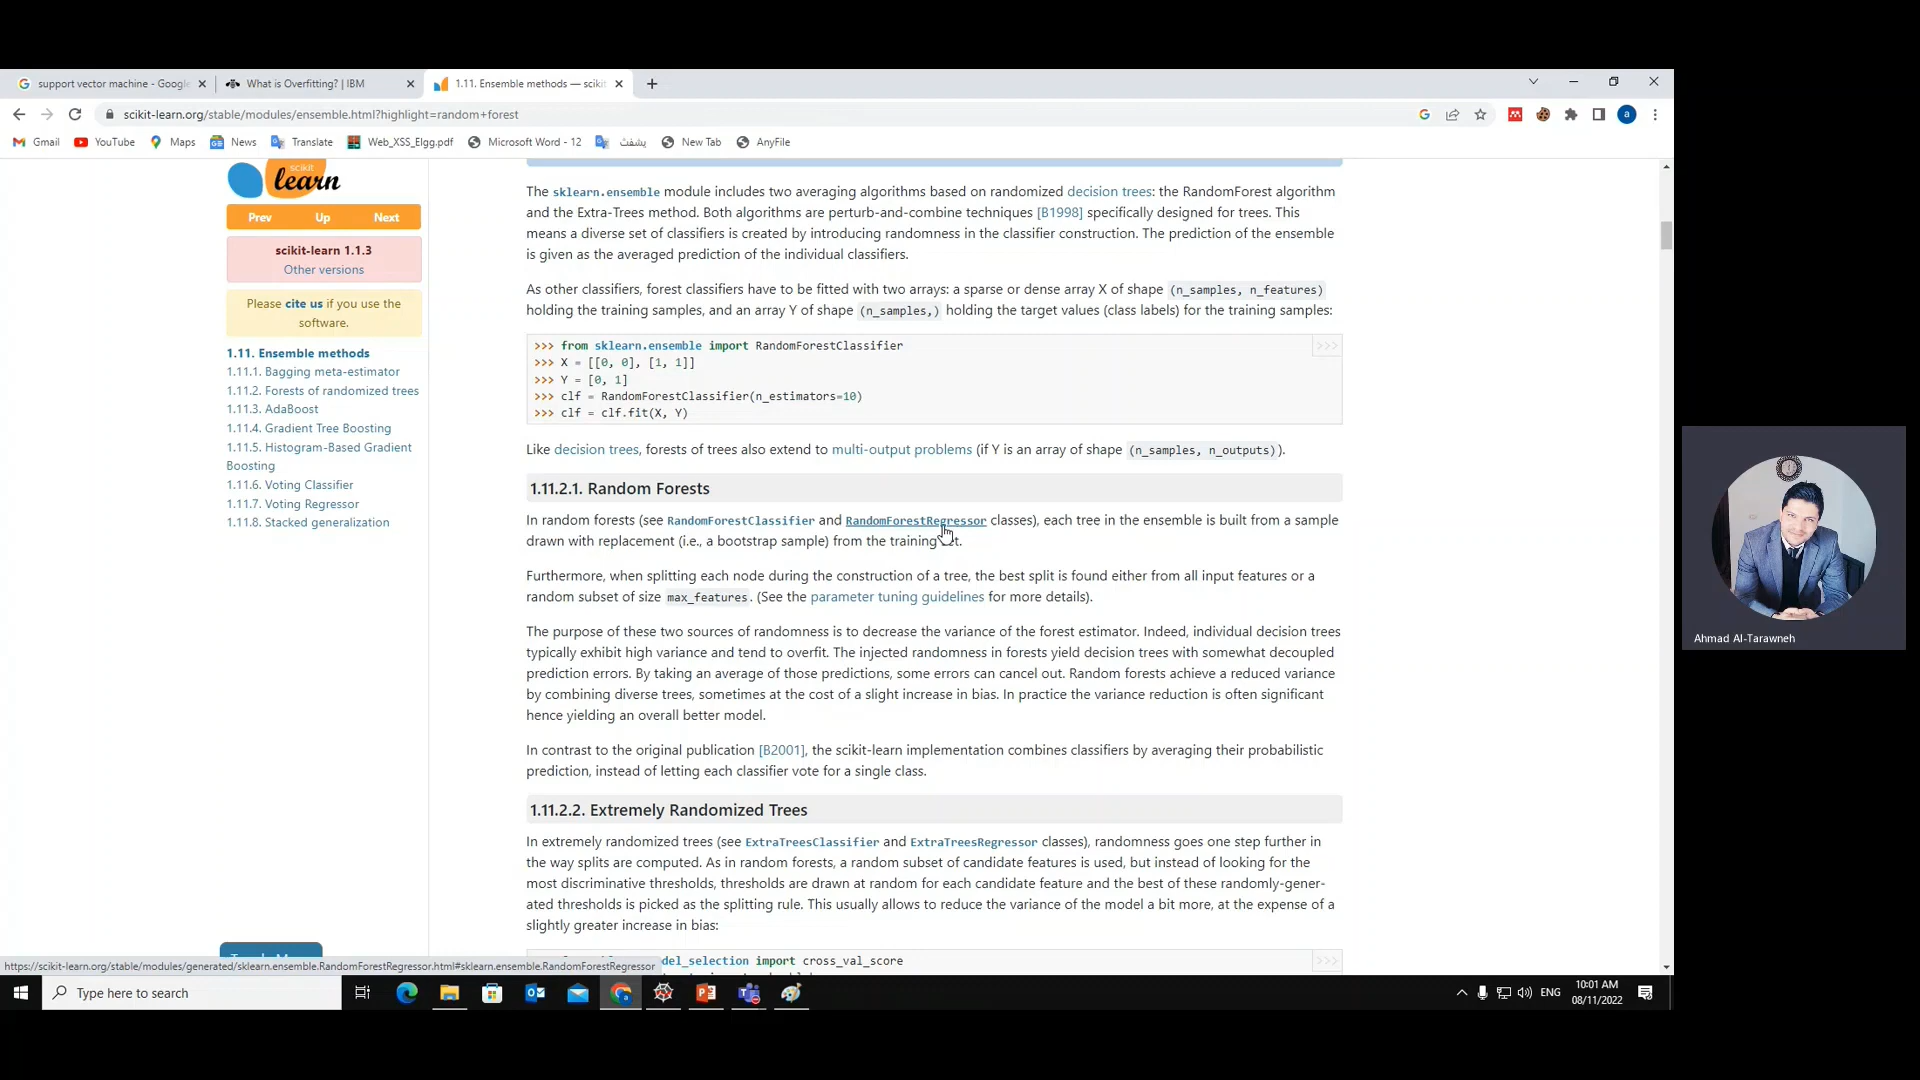 support vector machine - Google
What is Overfitting? | IBM
1.11. Ensemble methods — scikit
scikit-learn.org/stable/modules/ensemble.html?highlight=random+forest
Gmail
YouTube
Maps
News
Translate
Web_XSS_Elgg.pdf
Microsoft Word - 12
يشفث
New Tab
AnyFile
scikit
learn
Prev
Up
Next
scikit-learn 1.1.3
Other versions
Please cite us if you use the
software.
1.11. Ensemble methods
1.11.1. Bagging meta-estimator
1.11.2. Forests of randomized trees
1.11.3. AdaBoost
1.11.4. Gradient Tree Boosting
1.11.5. Histogram-Based Gradient
Boosting
1.11.6. Voting Classifier
1.11.7. Voting Regressor
1.11.8. Stacked generalization
The sklearn.ensemble module includes two averaging algorithms based on randomized decision trees: the RandomForest algorithm
and the Extra-Trees method. Both algorithms are perturb-and-combine techniques [B1998] specifically designed for trees. This
means a diverse set of classifiers is created by introducing randomness in the classifier construction. The prediction of the ensemble
is given as the averaged prediction of the individual classifiers.
As other classifiers, forest classifiers have to be fitted with two arrays: a sparse or dense array X of shape (n_samples, n_features)
holding the training samples, and an array Y of shape (n_samples,) holding the target values (class labels) for the training samples:
>>> from sklearn.ensemble import RandomForestClassifier
>>>
>>> X = [[0, 0], [1, 1]]
>>> Y = [0, 1]
>>> clf = RandomForestClassifier(n_estimators=10)
>>> clf = clf.fit(X, Y)
Like decision trees, forests of trees also extend to multi-output problems (if Y is an array of shape (n_samples, n_outputs)).
1.11.2.1. Random Forests
In random forests (see RandomForestClassifier and RandomForestRegressor classes), each tree in the ensemble is built from a sample
drawn with replacement (i.e., a bootstrap sample) from the training set.
Furthermore, when splitting each node during the construction of a tree, the best split is found either from all input features or a
random subset of size max_features. (See the parameter tuning guidelines for more details).
The purpose of these two sources of randomness is to decrease the variance of the forest estimator. Indeed, individual decision trees
typically exhibit high variance and tend to overfit. The injected randomness in forests yield decision trees with somewhat decoupled
prediction errors. By taking an average of those predictions, some errors can cancel out. Random forests achieve a reduced variance
by combining diverse trees, sometimes at the cost of a slight increase in bias. In practice the variance reduction is often significant
hence yielding an overall better model.
In contrast to the original publication [B2001], the scikit-learn implementation combines classifiers by averaging their probabilistic
prediction, instead of letting each classifier vote for a single class.
1.11.2.2. Extremely Randomized Trees
In extremely randomized trees (see ExtraTreesClassifier and ExtraTreesRegressor classes), randomness goes one step further in
the way splits are computed. As in random forests, a random subset of candidate features is used, but instead of looking for the
most discriminative thresholds, thresholds are drawn at random for each candidate feature and the best of these randomly-gener-
ated thresholds is picked as the splitting rule. This usually allows to reduce the variance of the model a bit more, at the expense of a
slightly greater increase in bias:
del_selection import cross_val_score
>>>
https://scikit-learn.org/stable/modules/generated/sklearn.ensemble.RandomForestRegressor.html#sklearn.ensemble.RandomForestRegressor
Type here to search
ENG
10:01 AM
08/11/2022
Ahmad Al-Tarawneh